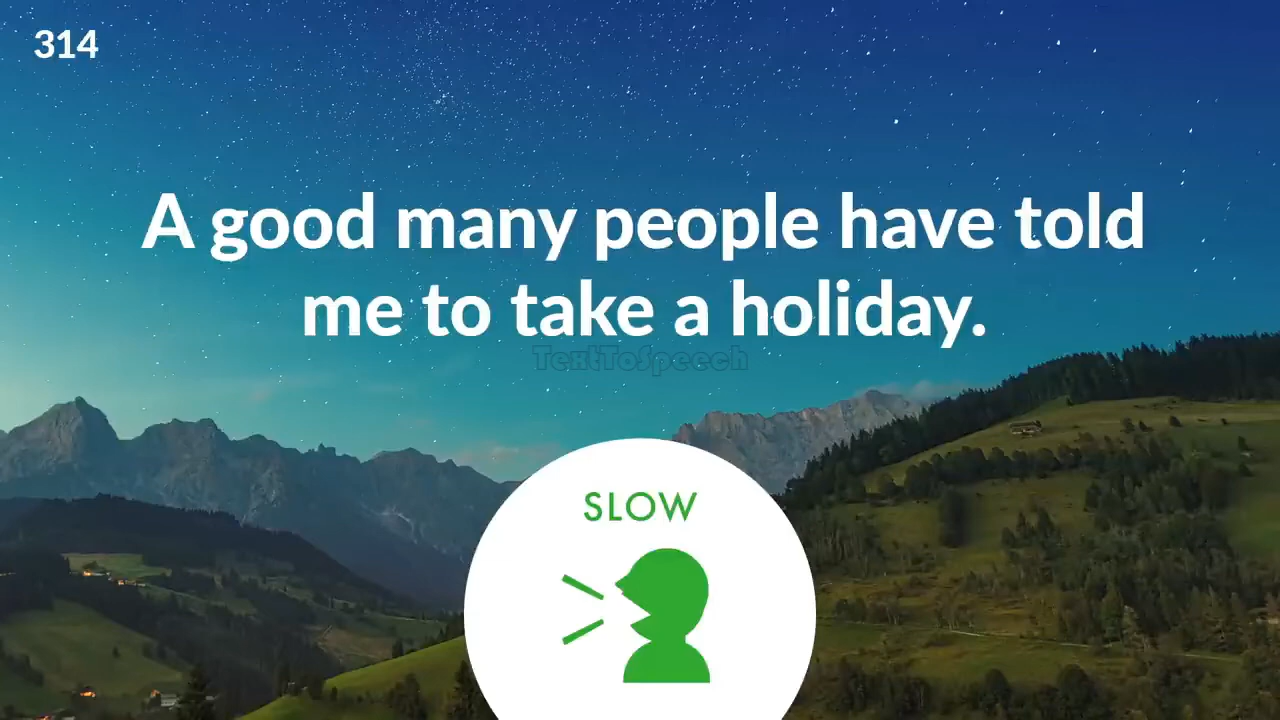 314
A good many people have told
me to take a holiday.
TextToSpeech
SLOW